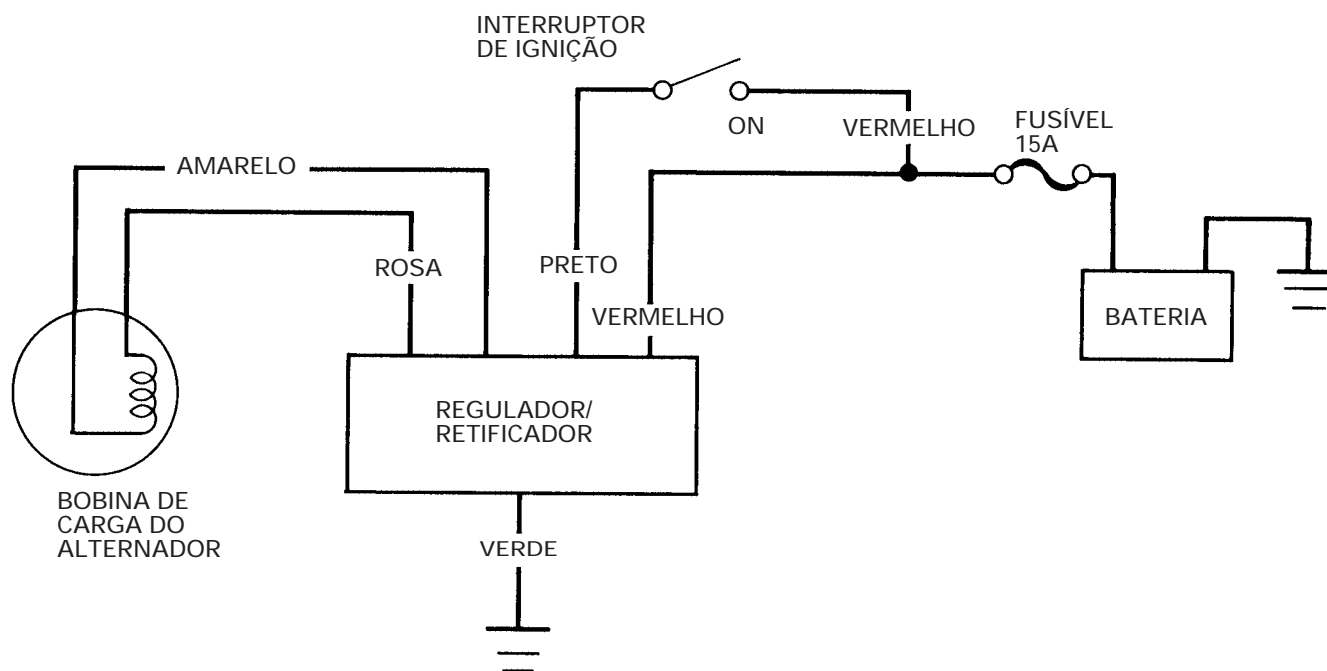 INTERRUPTOR
DE IGNIÇÃO
ON
VERMELHO
FUSÍVEL
15A
AMARELO
ROSA
PRETO
VERMELHO
BATERIA
REGULADOR/
RETIFICADOR
BOBINA DE
CARGA DO
ALTERNADOR
VERDE